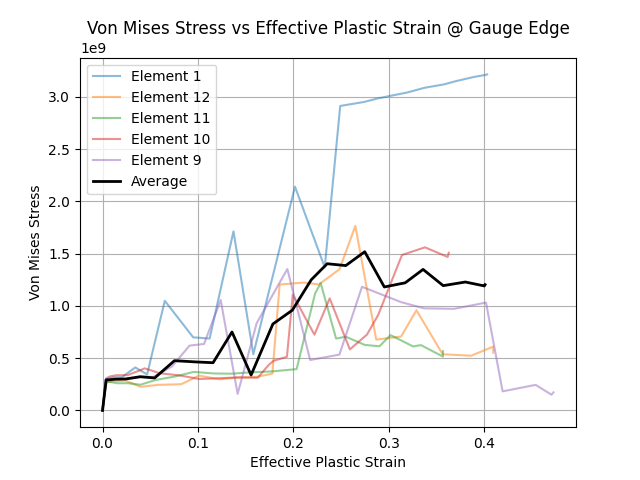 Von Mises Stress vs Effective Plastic Strain @ Gauge Edge
1e9
Element 1
Element 12
Element 11
Element 10
Element 9
Average
3.0
2.5
2.0
1.5
1.0
0.5
0.0
Von Mises Stress
0.0 0.1 0.2 0.3 0.4
Effective Plastic Strain